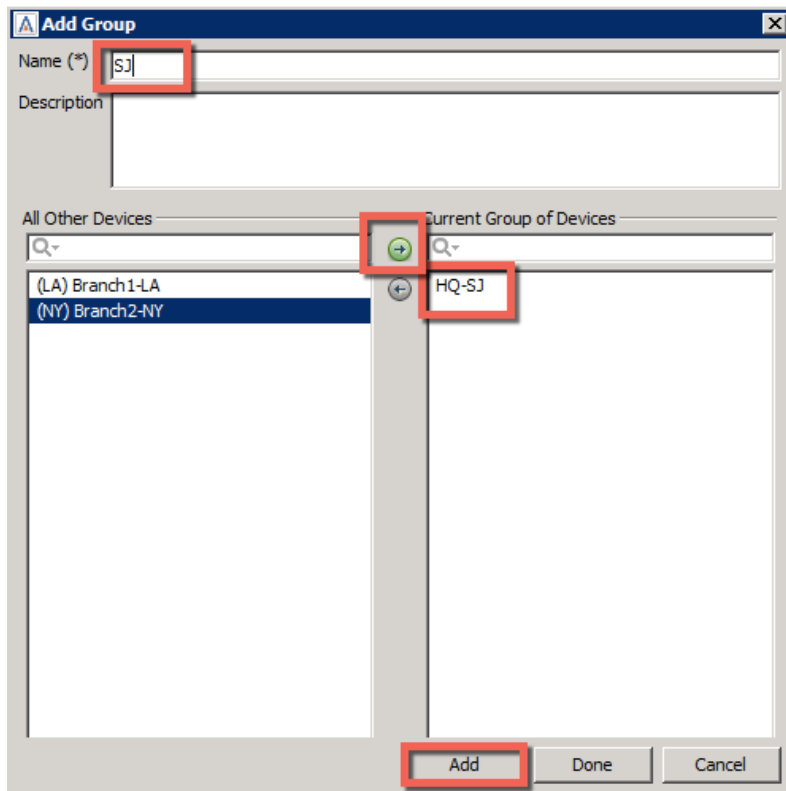 Add Group
Name (*) SJ
Description
All Other Devices Current Group of Devices
(LA) Branch1-LA HQ-SJ
(NY) Branch2-NY
Add Done Cancel